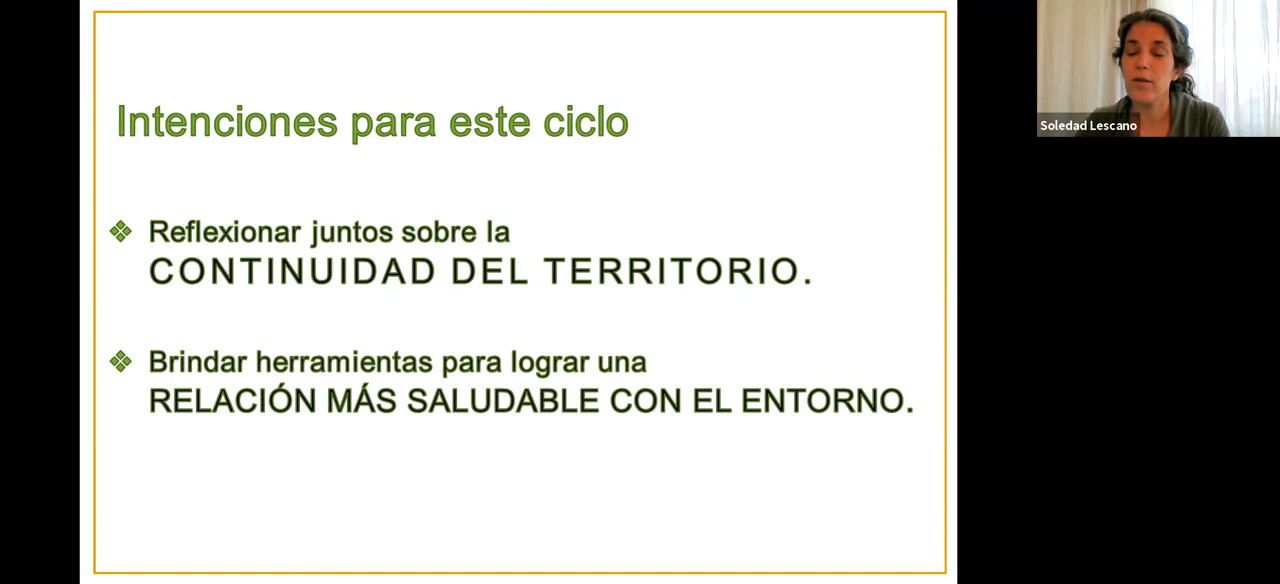 Intenciones para este ciclo
Reflexionar juntos sobre la
CONTINUIDAD DEL TERRITORIO.
Brindar herramientas para lograr una
RELACIÓN MÁS SALUDABLE CON EL ENTORNO.
Soledad Lescano